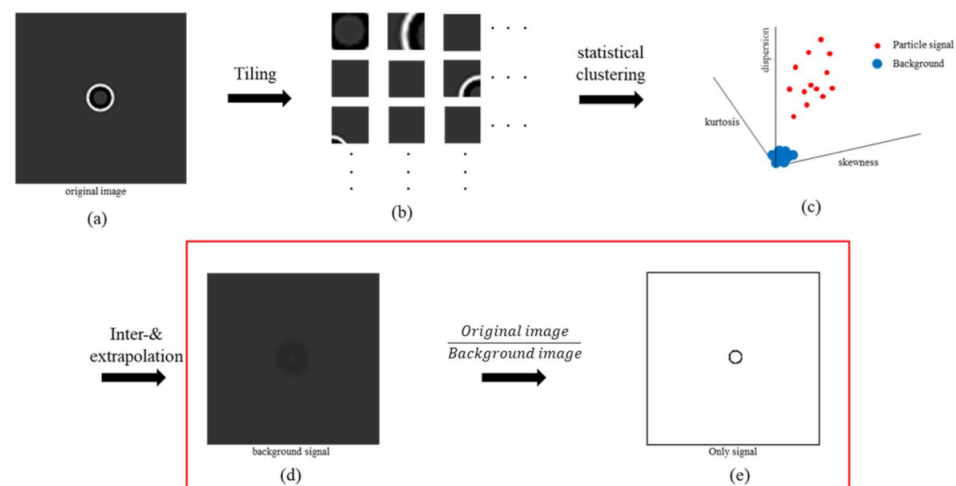 original image
(a)
Tiling
(b)
statistical
clustering
dispersion
kurtosis
skewness
Particle signal
Background
(c)
Inter-&
extrapolation
background signal
(d)
Original image
Background image
Only signal
(e)